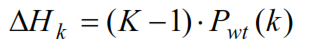 ΔH_k = (K − 1) · P_wt (k)